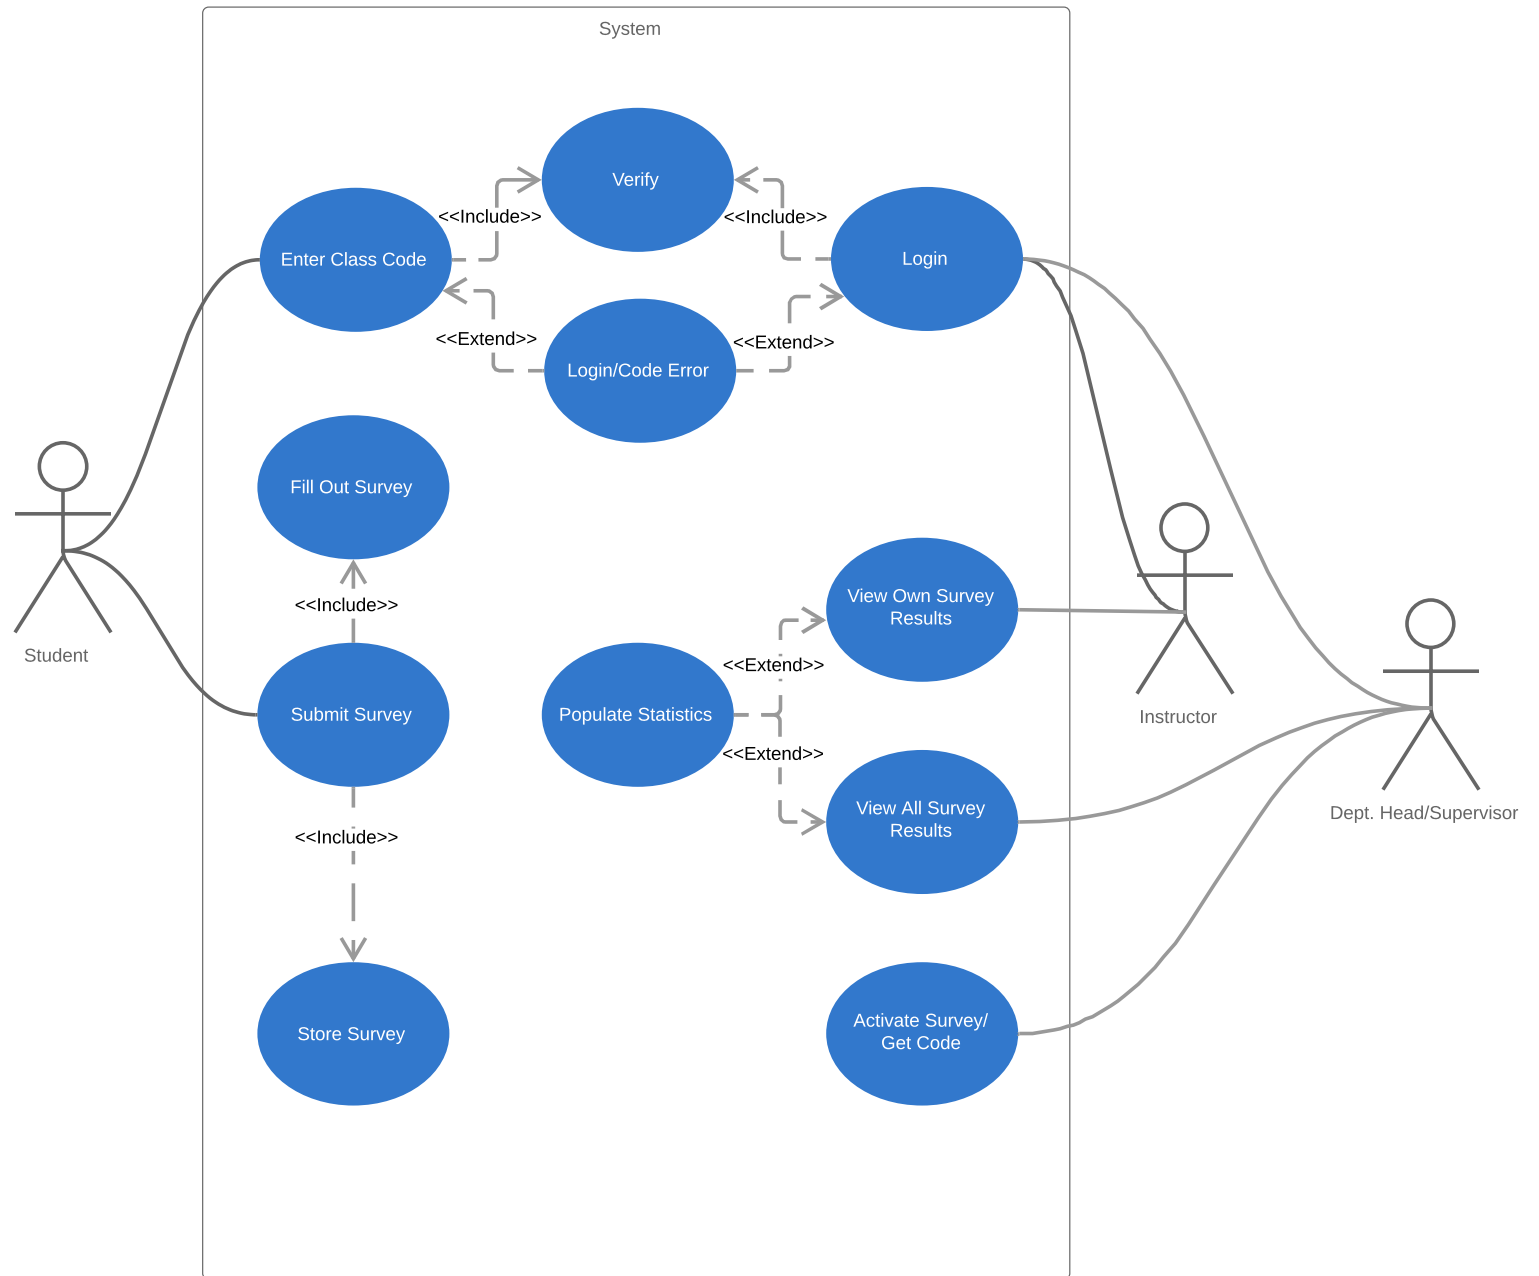 System
Verify
<<Include>>
<<Include>>
Enter Class Code
Login
<<Extend>>
<<Extend>>
Login/Code Error
Fill Out Survey
<<Include>>
View Own Survey
Results
Student
<<Extend>>
Submit Survey
Populate Statistics
Instructor
<<Extend>>
View All Survey
Results
Dept. Head/Supervisor
<<Include>>
Store Survey
Activate Survey/
Get Code